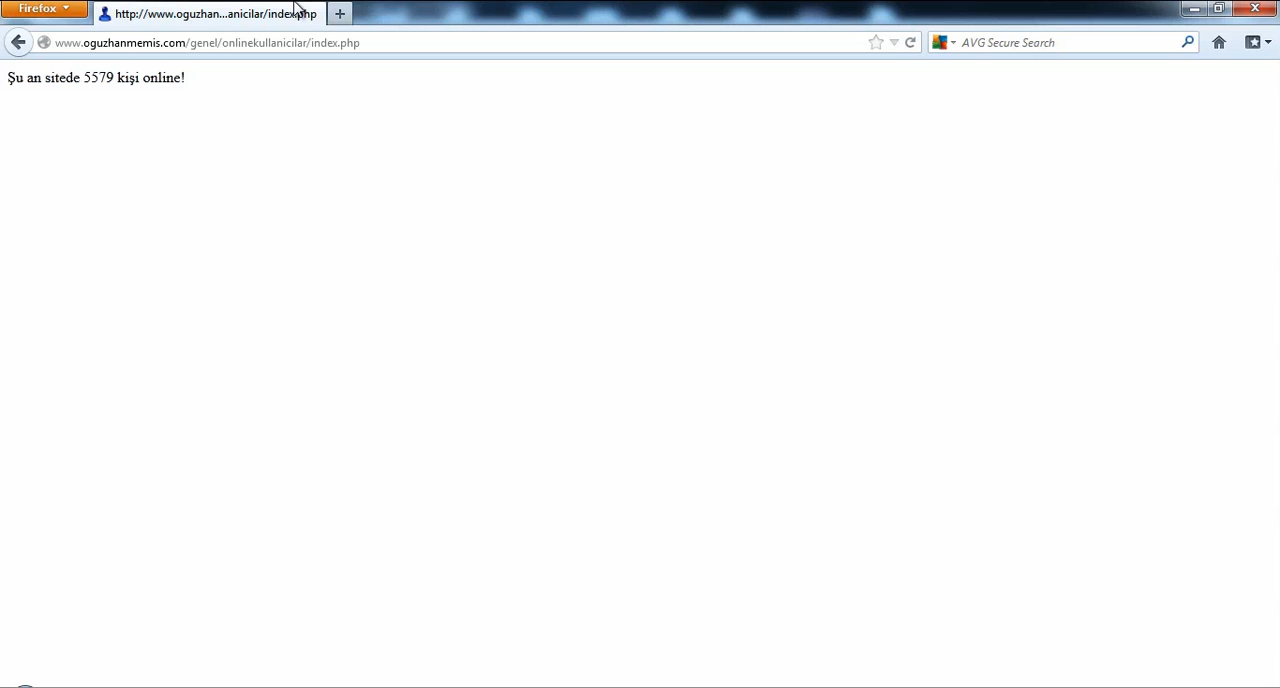 Firefox
http://www.oguzhan...anicilar/index.php
www.oguzhanmemis.com/genel/onlinekullanicilar/index.php
AVG Secure Search
Şu an sitede 5579 kişi online!